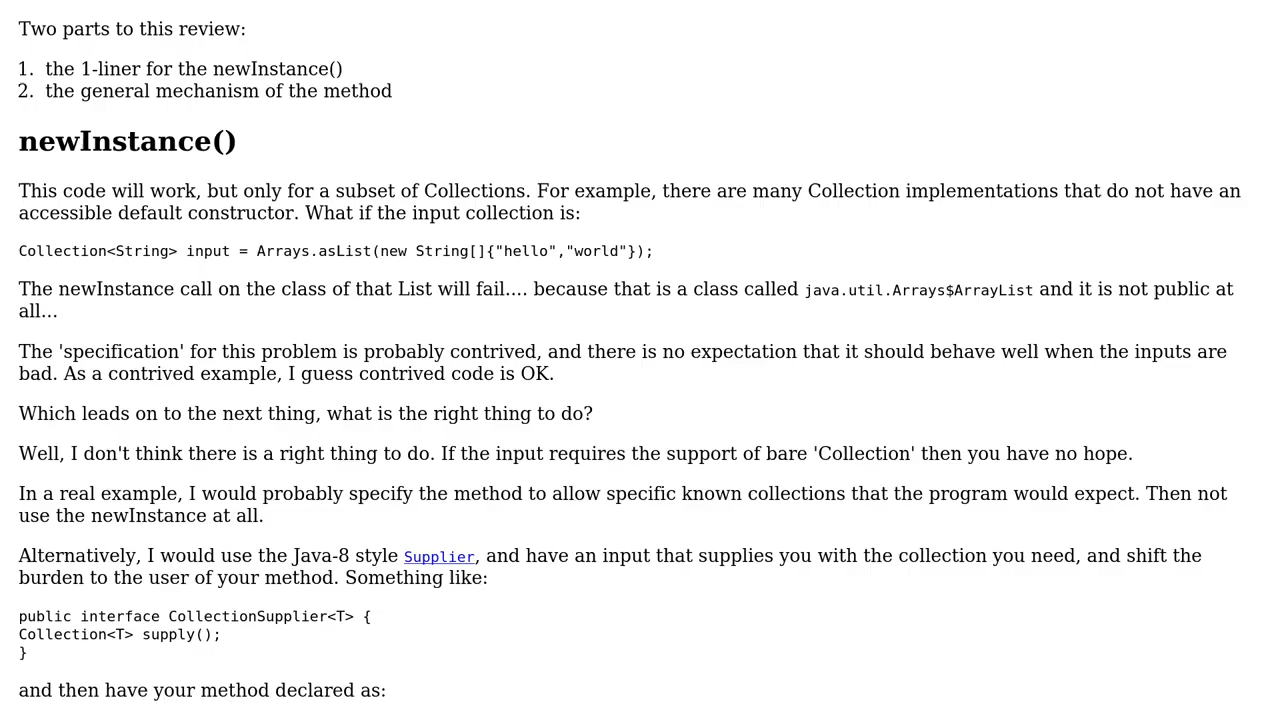 Two parts to this review:
1. the 1-liner for the newInstance()
2. the general mechanism of the method
newInstance()
This code will work, but only for a subset of Collections. For example, there are many Collection implementations that do not have an
accessible default constructor. What if the input collection is:
Collection<String> input = Arrays.asList(new String[]{"hello","world"});
The newInstance call on the class of that List will fail.... because that is a class called java.util.Arrays$ArrayList and it is not public at
all...
The 'specification' for this problem is probably contrived, and there is no expectation that it should behave well when the inputs are
bad. As a contrived example, I guess contrived code is OK.
Which leads on to the next thing, what is the right thing to do?
Well, I don't think there is a right thing to do. If the input requires the support of bare 'Collection' then you have no hope.
In a real example, I would probably specify the method to allow specific known collections that the program would expect. Then not
use the newInstance at all.
Alternatively, I would use the Java-8 style Supplier, and have an input that supplies you with the collection you need, and shift the
burden to the user of your method. Something like:
public interface CollectionSupplier<T> {
Collection<T> supply();
}
and then have your method declared as: